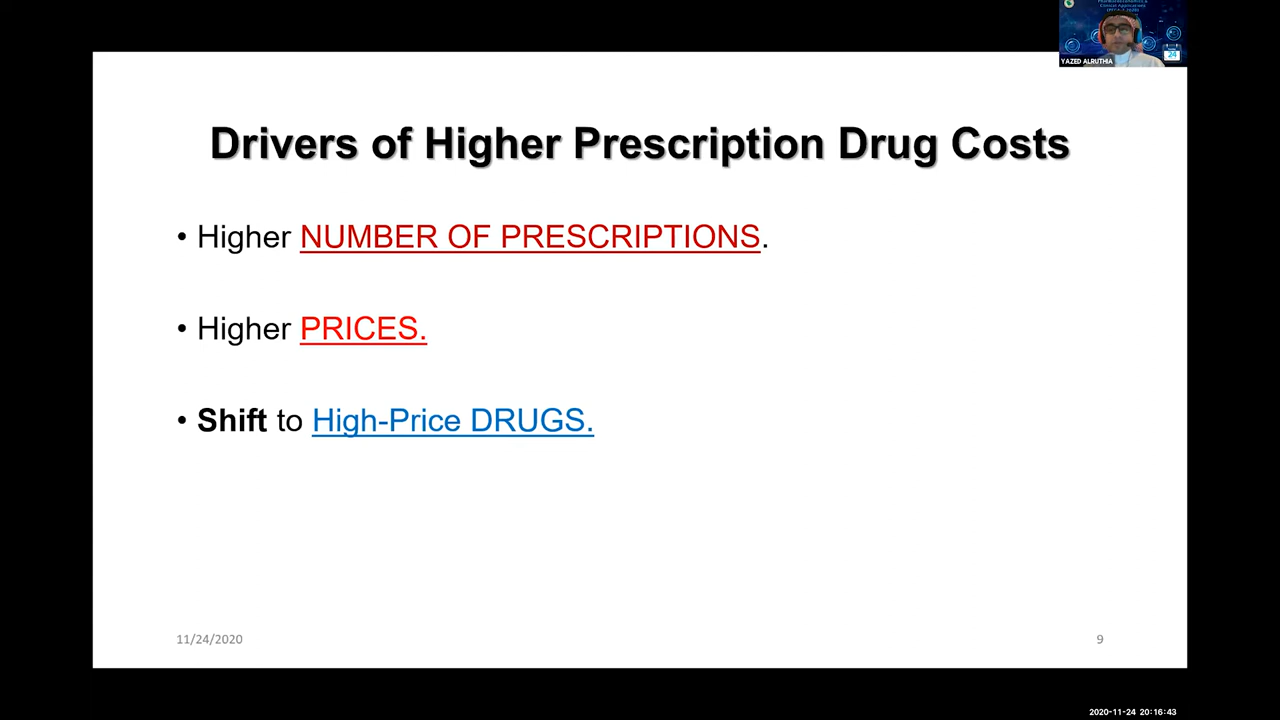 YAZED ALRUTHIA
24
Drivers of Higher Prescription Drug Costs
• Higher NUMBER OF PRESCRIPTIONS.
• Higher PRICES.
• Shift to High-Price DRUGS.
11/24/2020
9
2020-11-24 20:16:43